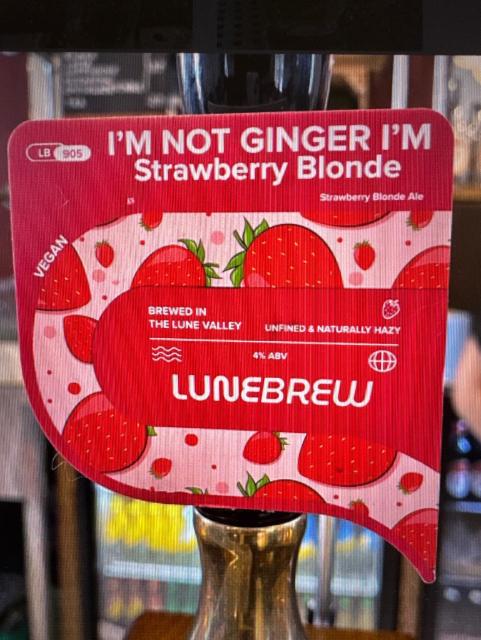 LB 905
I'M NOT GINGER I'M
Strawberry Blonde
Strawberry Blonde Ale
VEGAN
BREWED IN
THE LUNE VALLEY
UNFINED & NATURALLY HAZY
4% ABV
LUNEBREW